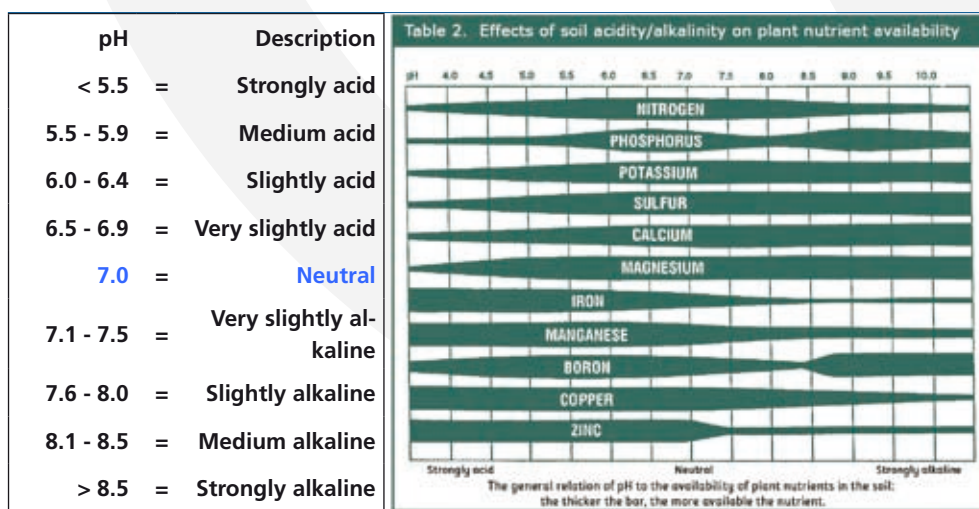 pH Description
< 5.5 = Strongly acid
5.5 - 5.9 = Medium acid
6.0 - 6.4 = Slightly acid
6.5 - 6.9 = Very slightly acid
7.0 = Neutral
7.1 - 7.5 = Very slightly al-
kaline
7.6 - 8.0 = Slightly alkaline
8.1 - 8.5 = Medium alkaline
> 8.5 = Strongly alkaline
Table 2. Effects of soil acidity/alkalinity on plant nutrient availability
pH 4.0 4.5 5.0 5.5 6.0 6.5 7.0 7.5 8.0 8.5 9.0 9.5 10.0
NITROGEN
PHOSPHORUS
POTASSIUM
SULFUR
CALCIUM
MAGNESIUM
IRON
MANGANESE
BORON
COPPER
ZINC
Strongly acid Neutral Strongly alkaline
The general relation of pH to the availability of plant nutrients in the soil:
the thicker the bar, the more available the nutrient.